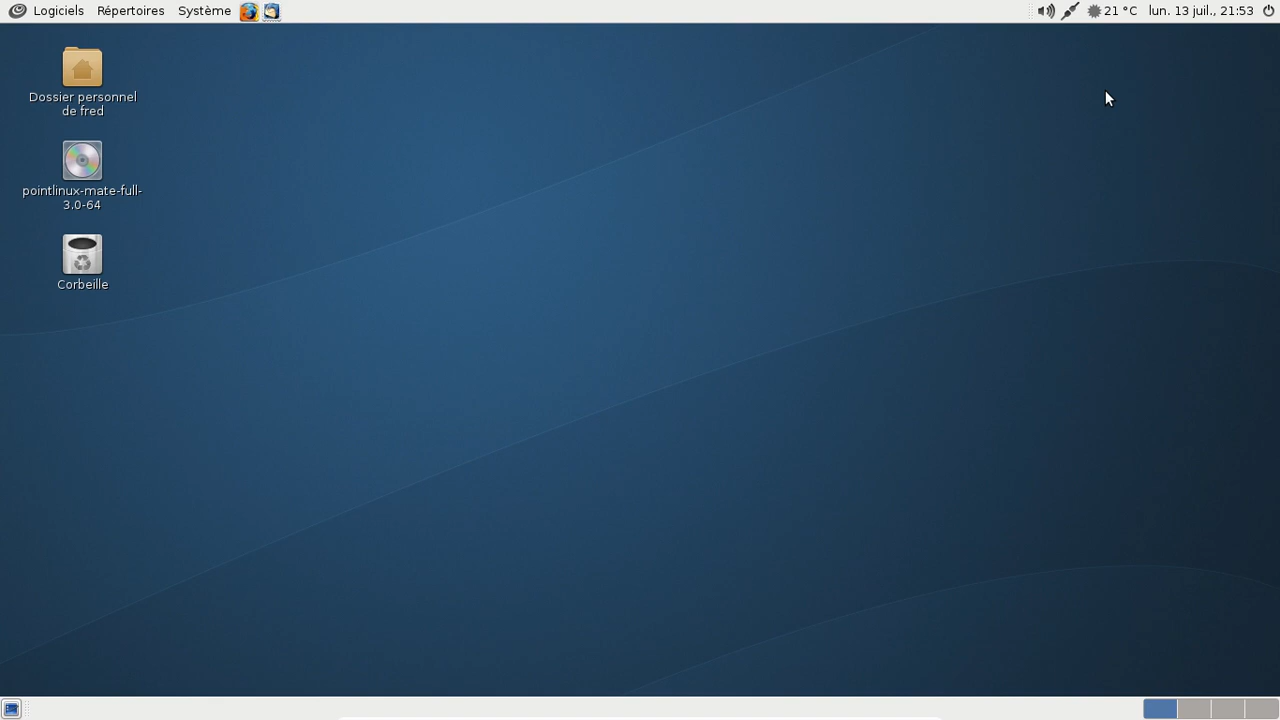 Logiciels Répertoires Système 21 °C lun. 13 juil., 21:53
Dossier personnel
de fred
pointlinux-mate-full-
3.0-64
Corbeille